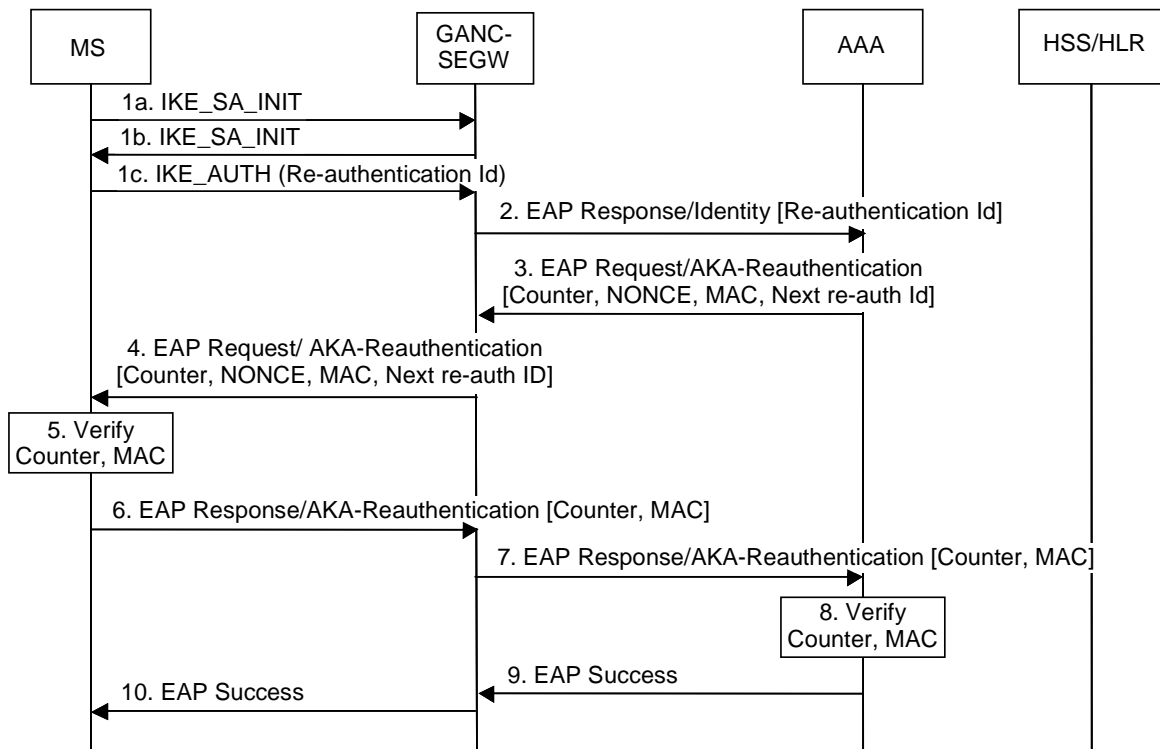 MS
GANC-
SEGW
AAA
HSS/HLR
1a. IKE_SA_INIT
1b. IKE_SA_INIT
1c. IKE_AUTH (Re-authentication Id)
2. EAP Response/Identity [Re-authentication Id]
3. EAP Request/AKA-Reauthentication
[Counter, NONCE, MAC, Next re-auth Id]
4. EAP Request/ AKA-Reauthentication
[Counter, NONCE, MAC, Next re-auth ID]
5. Verify
Counter, MAC
6. EAP Response/AKA-Reauthentication [Counter, MAC]
7. EAP Response/AKA-Reauthentication [Counter, MAC]
8. Verify
Counter, MAC
9. EAP Success
10. EAP Success